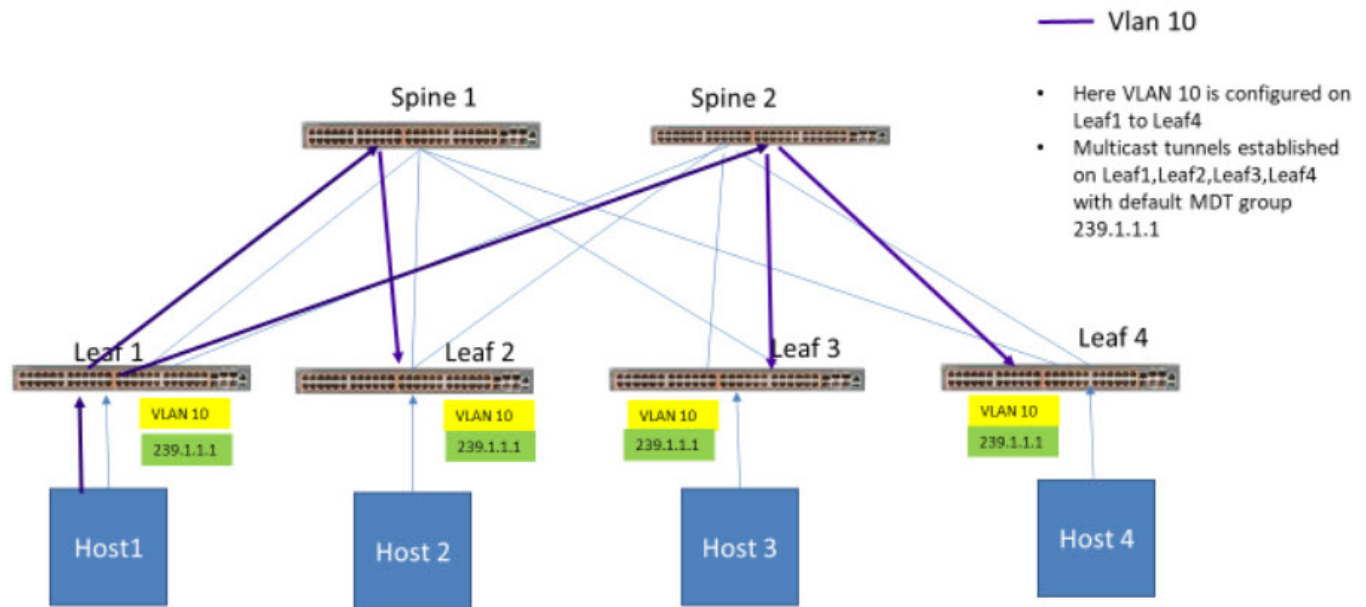 Vlan 10
• Here VLAN 10 is configured on
Leaf1 to Leaf4
• Multicast tunnels established
on Leaf1,Leaf2,Leaf3,Leaf4
with default MDT group
239.1.1.1
Spine 1
Spine 2
Leaf 1
Leaf 2
Leaf 3
Leaf 4
VLAN 10
239.1.1.1
VLAN 10
239.1.1.1
VLAN 10
239.1.1.1
VLAN 10
239.1.1.1
Host1
Host 2
Host 3
Host 4